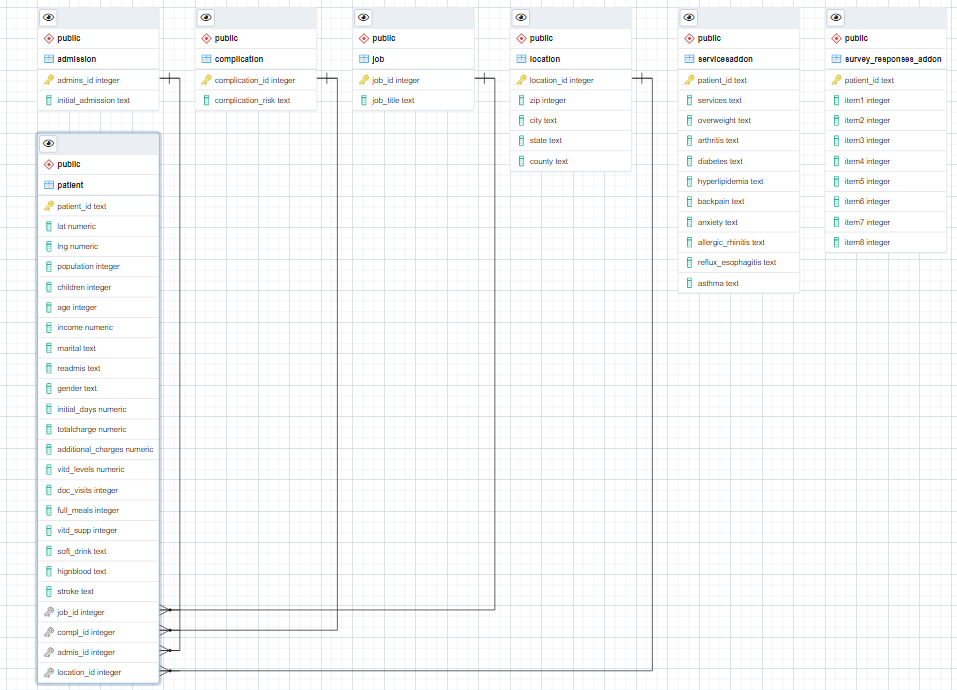 public
admission
admins_id integer
initial_admission text
public
complication
complication_id integer
complication_risk text
public
job
job_id integer
job_title text
public
location
location_id integer
zip integer
city text
state text
county text
public
servicesaddon
patient_id text
services text
overweight text
arthritis text
diabetes text
hyperlipidemia text
backpain text
anxiety text
allergic_rhinitis text
reflux_esophagitis text
asthma text
public
survey_responses_addon
patient_id text
item1 integer
item2 integer
item3 integer
item4 integer
item5 integer
item6 integer
item7 integer
item8 integer
public
patient
patient_id text
lat numeric
lng numeric
population integer
children integer
age integer
income numeric
marital text
readmis text
gender text
initial_days numeric
totalcharge numeric
additional_charges numeric
vitd_levels numeric
doc_visits integer
full_meals integer
vitd_supp integer
soft_drink text
hignblood text
stroke text
job_id integer
compl_id integer
admis_id integer
location_id integer